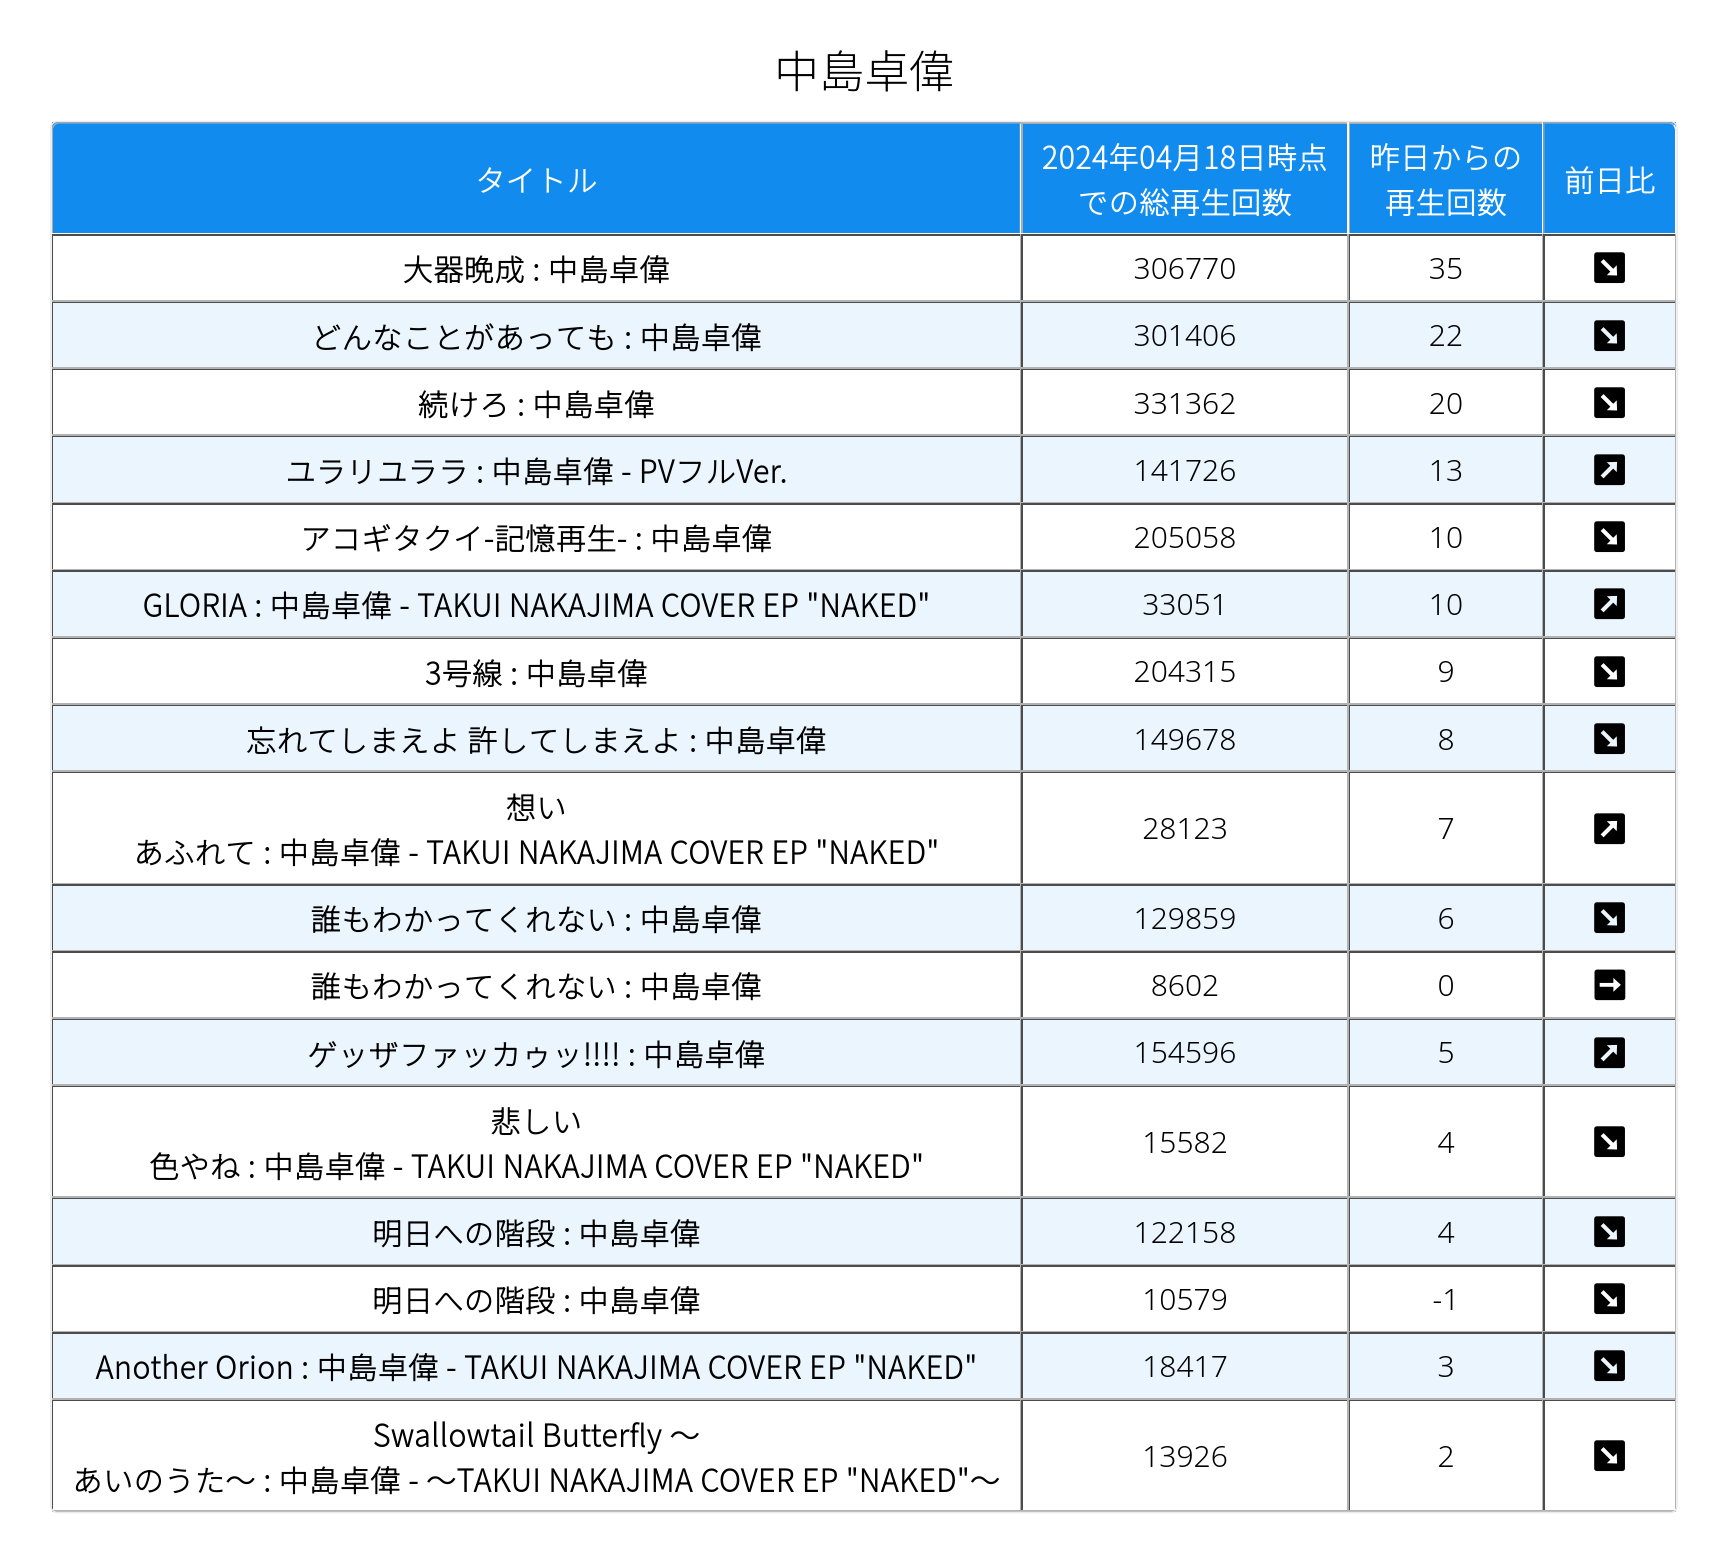 中島卓偉
タイトル
2024年04月18日時点
での総再生回数
昨日からの
再生回数
前日比
大器晩成 : 中島卓偉 306770 35 ↘
どんなことがあっても : 中島卓偉 301406 22 ↘
続けろ : 中島卓偉 331362 20 ↘
ユラリユララ : 中島卓偉 - PVフルVer. 141726 13 ↗
アコギタクイ-記憶再生- : 中島卓偉 205058 10 ↘
GLORIA : 中島卓偉 - TAKUI NAKAJIMA COVER EP "NAKED" 33051 10 ↗
3号線 : 中島卓偉 204315 9 ↘
忘れてしまえよ 許してしまえよ : 中島卓偉 149678 8 ↘
想い
あふれて : 中島卓偉 - TAKUI NAKAJIMA COVER EP "NAKED" 28123 7 ↗
誰もわかってくれない : 中島卓偉 129859 6 ↘
誰もわかってくれない : 中島卓偉 8602 0 →
ゲッザファッカゥッ!!!! : 中島卓偉 154596 5 ↗
悲しい
色やね : 中島卓偉 - TAKUI NAKAJIMA COVER EP "NAKED" 15582 4 ↘
明日への階段 : 中島卓偉 122158 4 ↘
明日への階段 : 中島卓偉 10579 -1 ↘
Another Orion : 中島卓偉 - TAKUI NAKAJIMA COVER EP "NAKED" 18417 3 ↘
Swallowtail Butterfly ～
あいのうた～ : 中島卓偉 - ～TAKUI NAKAJIMA COVER EP "NAKED"～ 13926 2 ↘